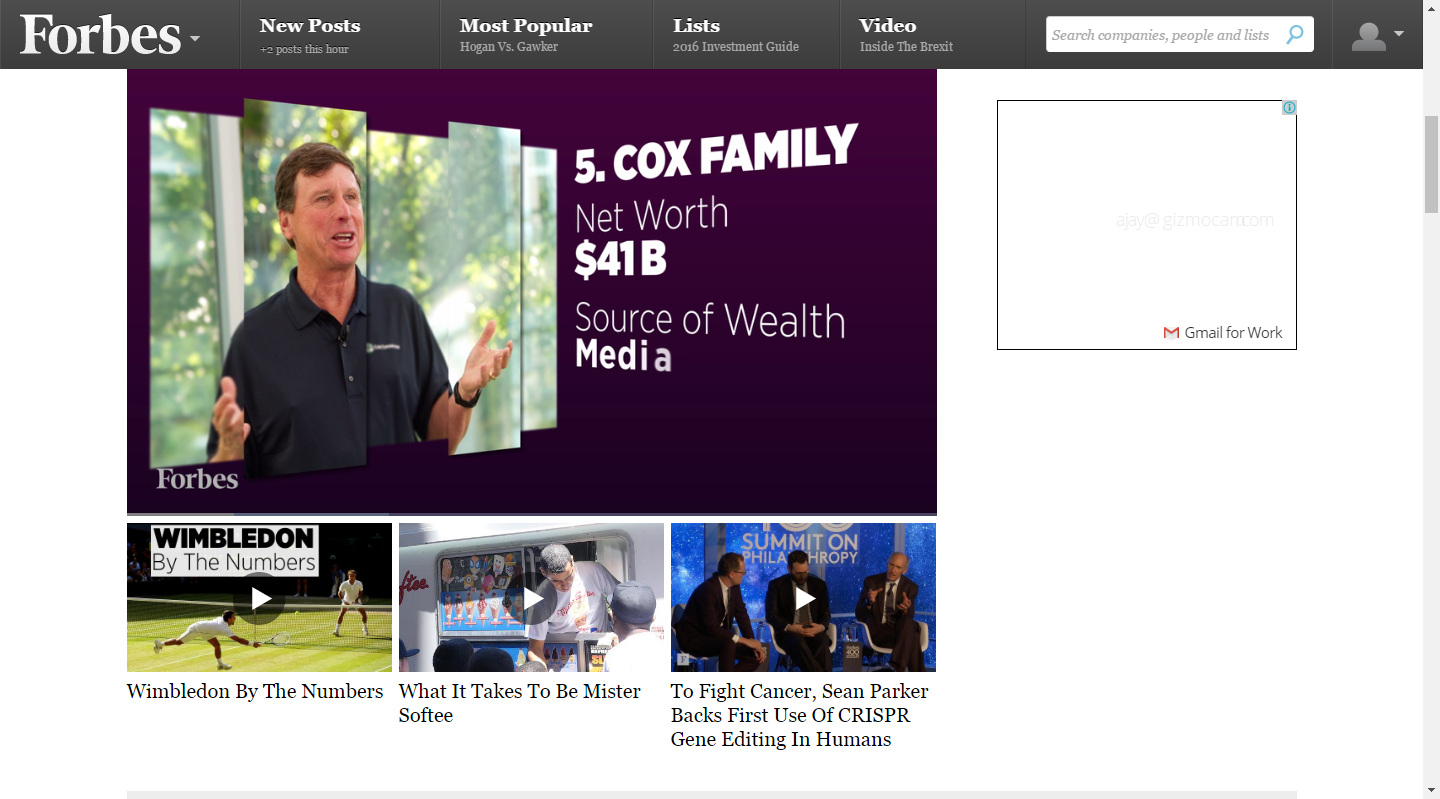 Forbes
New Posts
+2 posts this hour
Most Popular
Hogan Vs. Gawker
Lists
2016 Investment Guide
Video
Inside The Brexit
Search companies, people and lists
5. COX FAMILY
Net Worth
$41 B
Source of Wealth
Media
Forbes
ajay@gizmocam.com
Gmail for Work
WIMBLEDON
By The Numbers
SUMMIT ON
PHILANTHROPY
F
Wimbledon By The Numbers
What It Takes To Be Mister
Softee
To Fight Cancer, Sean Parker
Backs First Use Of CRISPR
Gene Editing In Humans